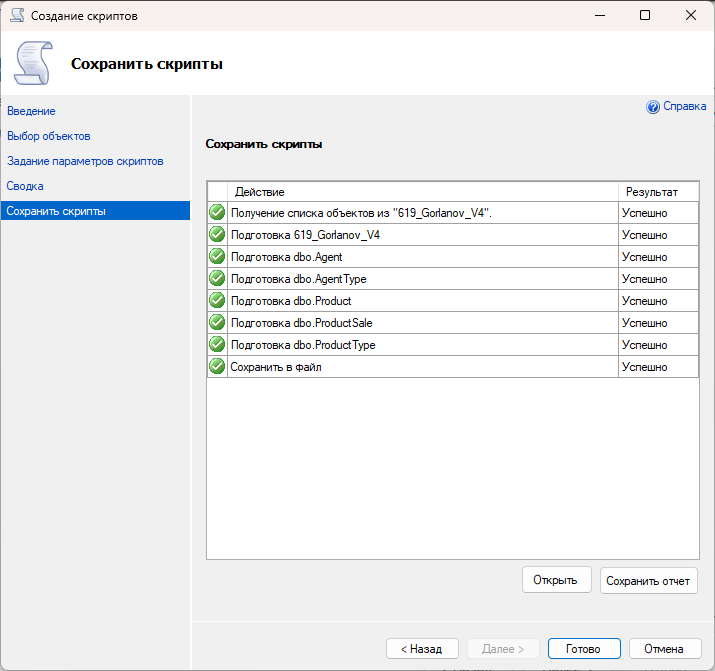 Создание скриптов
Сохранить скрипты
Введение
Выбор объектов
Задание параметров скриптов
Сводка
Сохранить скрипты
Справка
Сохранить скрипты
Действие Результат
Получение списка объектов из "619_Gorlanov_V4". Успешно
Подготовка 619_Gorlanov_V4 Успешно
Подготовка dbo.Agent Успешно
Подготовка dbo.AgentType Успешно
Подготовка dbo.Product Успешно
Подготовка dbo.ProductSale Успешно
Подготовка dbo.ProductType Успешно
Сохранить в файл Успешно
Открыть Сохранить отчет
< Назад Далее > Готово Отмена